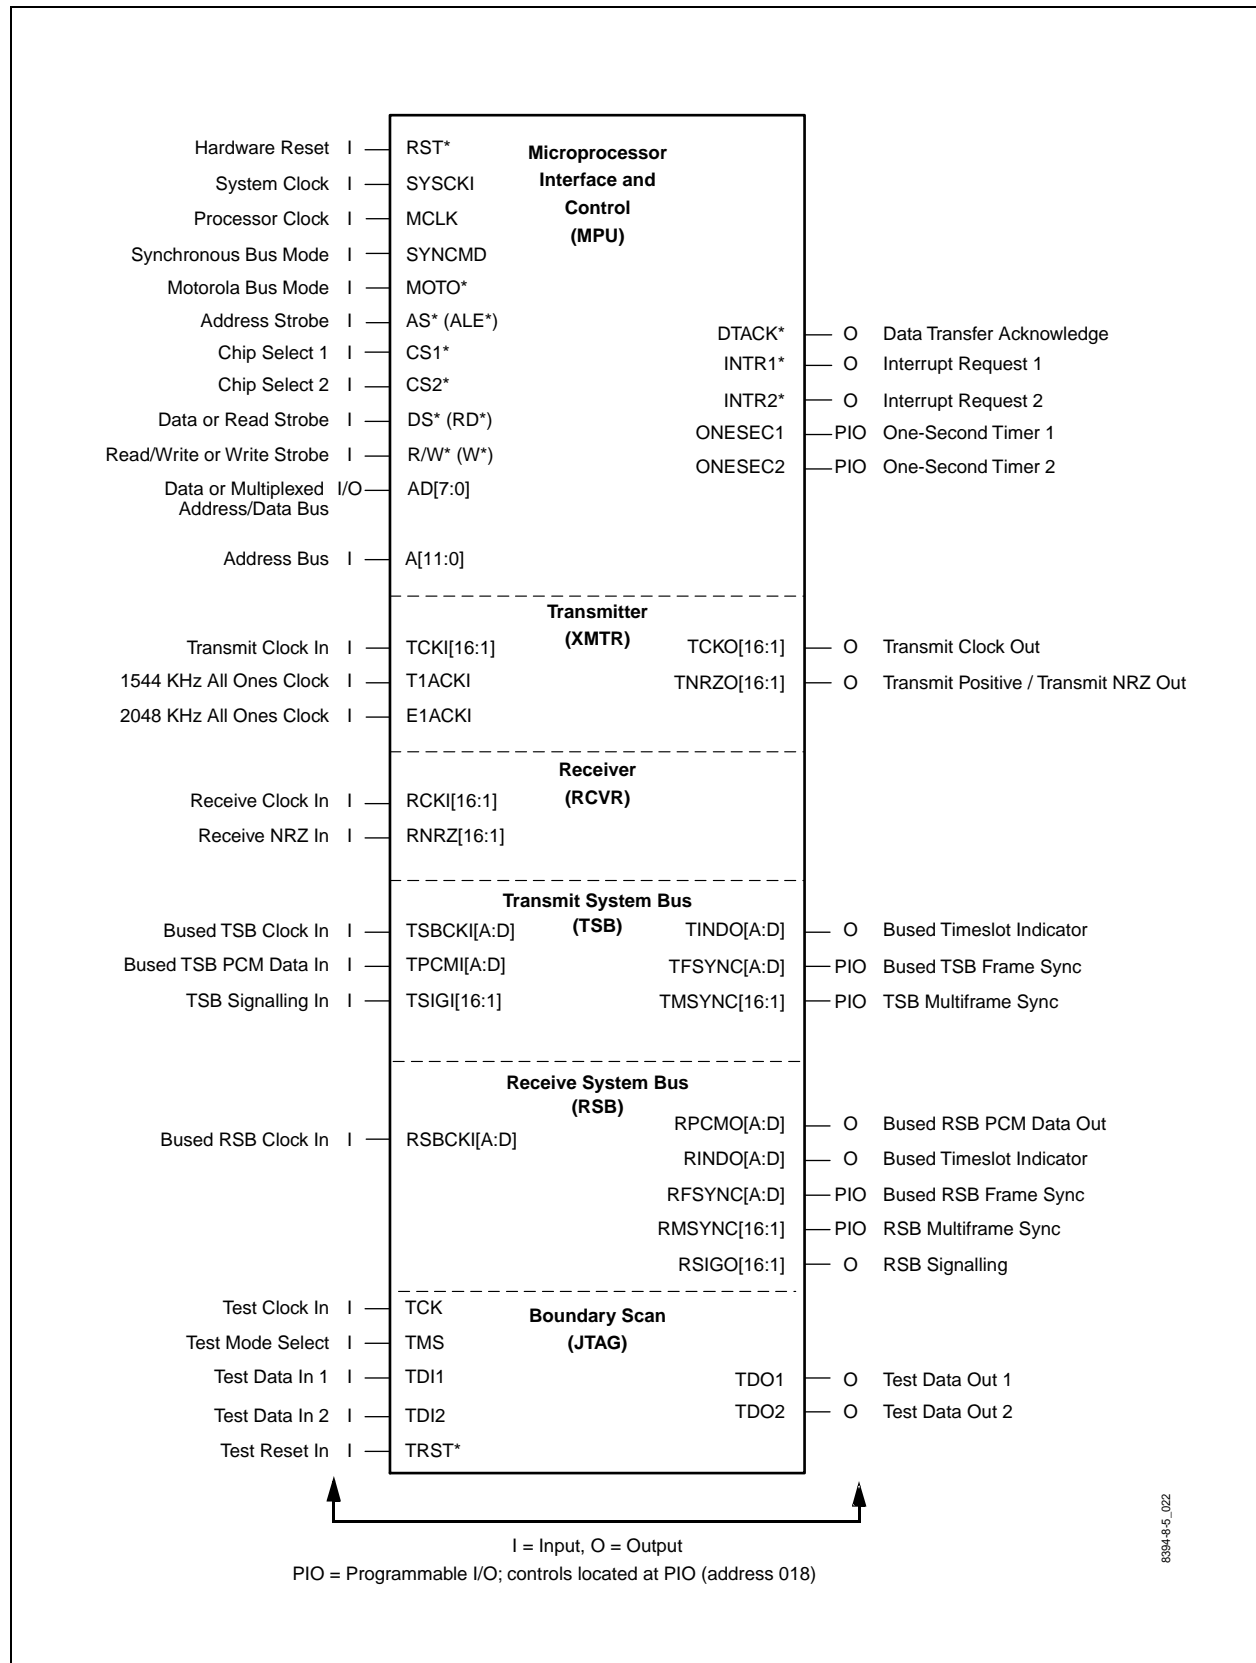 Hardware Reset I RST*
System Clock I SYSCKI
Processor Clock I MCLK
Synchronous Bus Mode I SYNCMD
Motorola Bus Mode I MOTO*
Address Strobe I AS* (ALE*)
Chip Select 1 I CS1*
Chip Select 2 I CS2*
Data or Read Strobe I DS* (RD*)
Read/Write or Write Strobe I R/W* (W*)
Data or Multiplexed I/O AD[7:0]
Address/Data Bus
Address Bus I A[11:0]
Microprocessor
Interface and
Control
(MPU)
DTACK* O Data Transfer Acknowledge
INTR1* O Interrupt Request 1
INTR2* O Interrupt Request 2
ONESEC1 PIO One-Second Timer 1
ONESEC2 PIO One-Second Timer 2
Transmitter
(XMTR)
Transmit Clock In I TCKI[16:1]
1544 KHz All Ones Clock I T1ACKI
2048 KHz All Ones Clock I E1ACKI
TCKO[16:1] O Transmit Clock Out
TNRZO[16:1] O Transmit Positive / Transmit NRZ Out
Receiver
(RCVR)
Receive Clock In I RCKI[16:1]
Receive NRZ In I RNRZ[16:1]
Transmit System Bus
(TSB)
Bused TSB Clock In I TSBCKI[A:D]
Bused TSB PCM Data In I TPCMI[A:D]
TSB Signalling In I TSIGI[16:1]
TINDO[A:D] O Bused Timeslot Indicator
TFSYNC[A:D] PIO Bused TSB Frame Sync
TMSYNC[16:1] PIO TSB Multiframe Sync
Receive System Bus
(RSB)
Bused RSB Clock In I RSBCKI[A:D]
RPCMO[A:D] O Bused RSB PCM Data Out
RINDO[A:D] O Bused Timeslot Indicator
RFSYNC[A:D] PIO Bused RSB Frame Sync
RMSYNC[16:1] PIO RSB Multiframe Sync
RSIGO[16:1] O RSB Signalling
Boundary Scan
(JTAG)
Test Clock In I TCK
Test Mode Select I TMS
Test Data In 1 I TDI1
Test Data In 2 I TDI2
Test Reset In I TRST*
TDO1 O Test Data Out 1
TDO2 O Test Data Out 2
I = Input, O = Output
PIO = Programmable I/O; controls located at PIO (address 018)
8394-8-5_022